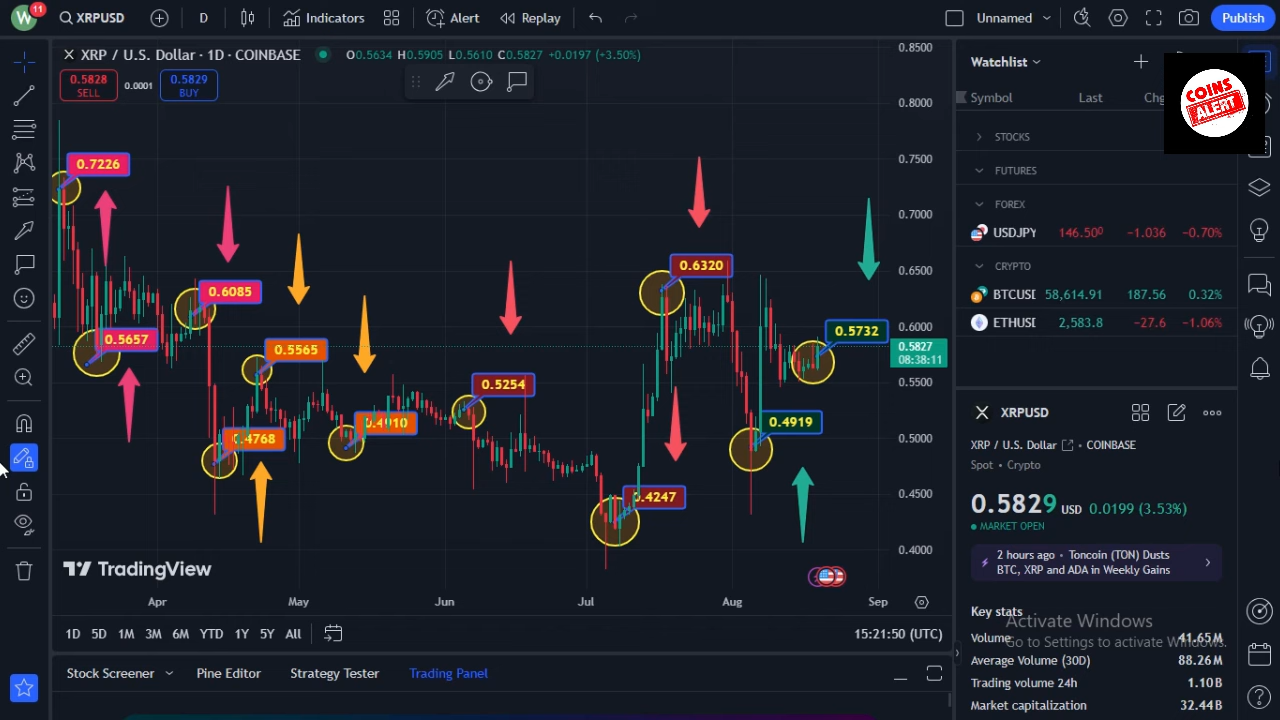 W 11 XRPUSD D Indicators Alert Replay Unnamed Publish
XRP / U.S. Dollar · 1D · COINBASE O0.5634 H0.5905 L0.5610 C0.5827 +0.0197 (+3.50%)
0.5828 SELL 0.0001 0.5829 BUY
0.7226
0.6085
0.5657
0.5565
0.4768
0.4910
0.5254
0.4247
0.6320
0.4919
0.5732
0.8500
0.8000
0.7500
0.7000
0.6500
0.6000
0.5827
08:38:11
0.5500
0.5000
0.4500
0.4000
TradingView
Apr May Jun Jul Aug Sep
1D 5D 1M 3M 6M YTD 1Y 5Y All 15:21:50 (UTC)
Stock Screener Pine Editor Strategy Tester Trading Panel
Watchlist
COINS
ALERT
Symbol Last Chg
STOCKS
FUTURES
FOREX
USDJPY 146.500 −1.036 −0.70%
CRYPTO
BTCUSD 58,614.91 187.56 0.32%
ETHUSD 2,583.8 −27.6 −1.06%
XRPUSD
XRP / U.S. Dollar · COINBASE
Spot · Crypto
0.5829 USD 0.0199 (3.53%)
MARKET OPEN
2 hours ago · Toncoin (TON) Dusts
BTC, XRP and ADA in Weekly Gains
Key stats
Activate Windows
Go to Settings to activate Windows.
Volume 41.65M
Average Volume (30D) 88.26M
Trading volume 24h 1.10B
Market capitalization 32.44B